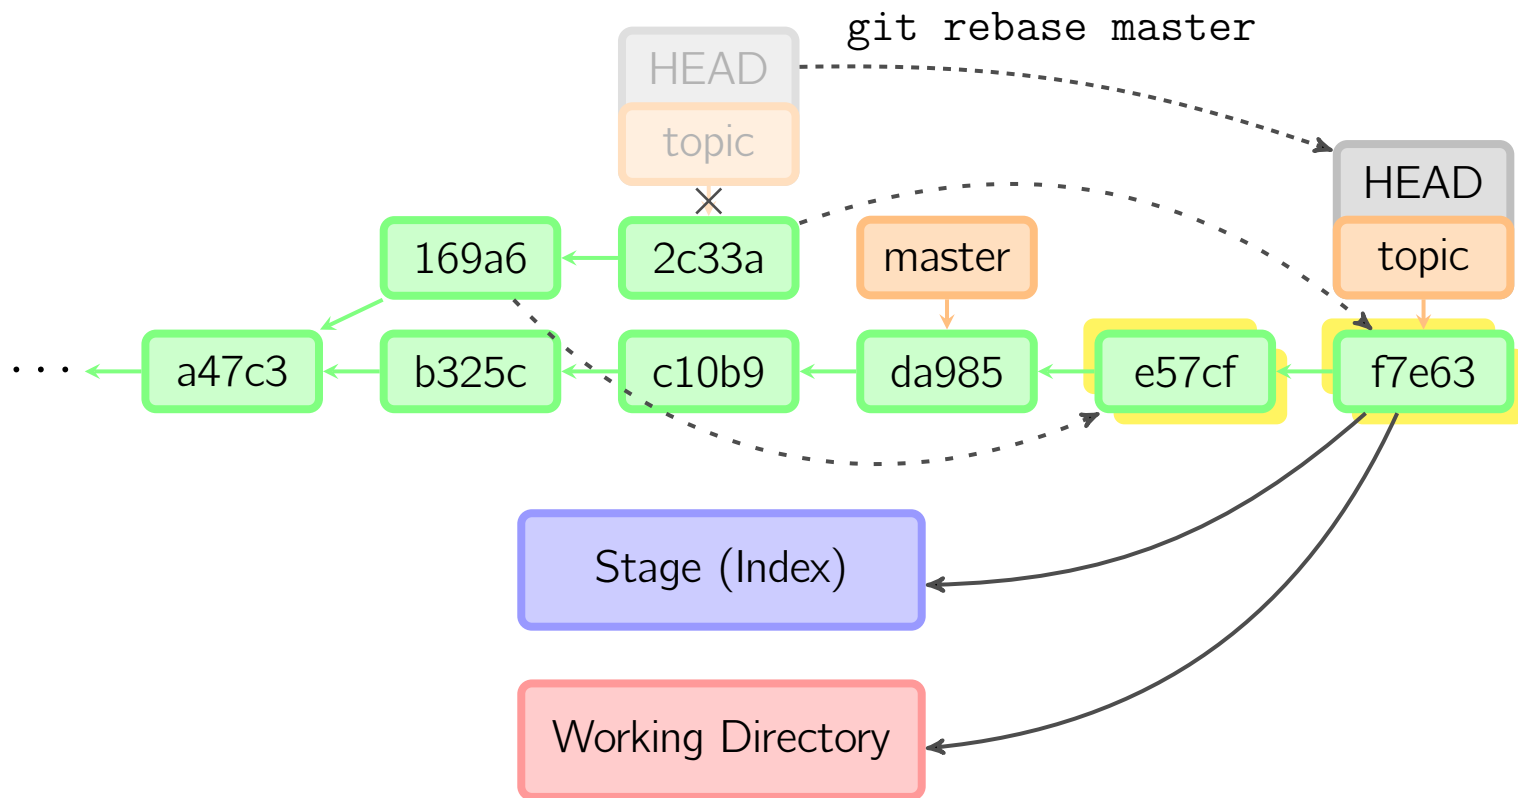 git rebase master
HEAD
topic
HEAD
169a6
2c33a
master
topic
...
a47c3
b325c
c10b9
da985
e57cf
f7e63
Stage (Index)
Working Directory